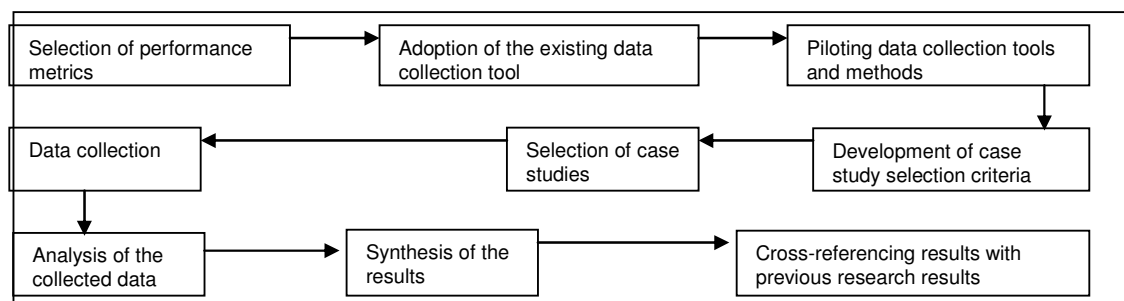 Selection of performance
metrics
Adoption of the existing data
collection tool
Piloting data collection tools
and methods
Development of case
study selection criteria
Selection of case
studies
Data collection
Analysis of the
collected data
Synthesis of the
results
Cross-referencing results with
previous research results